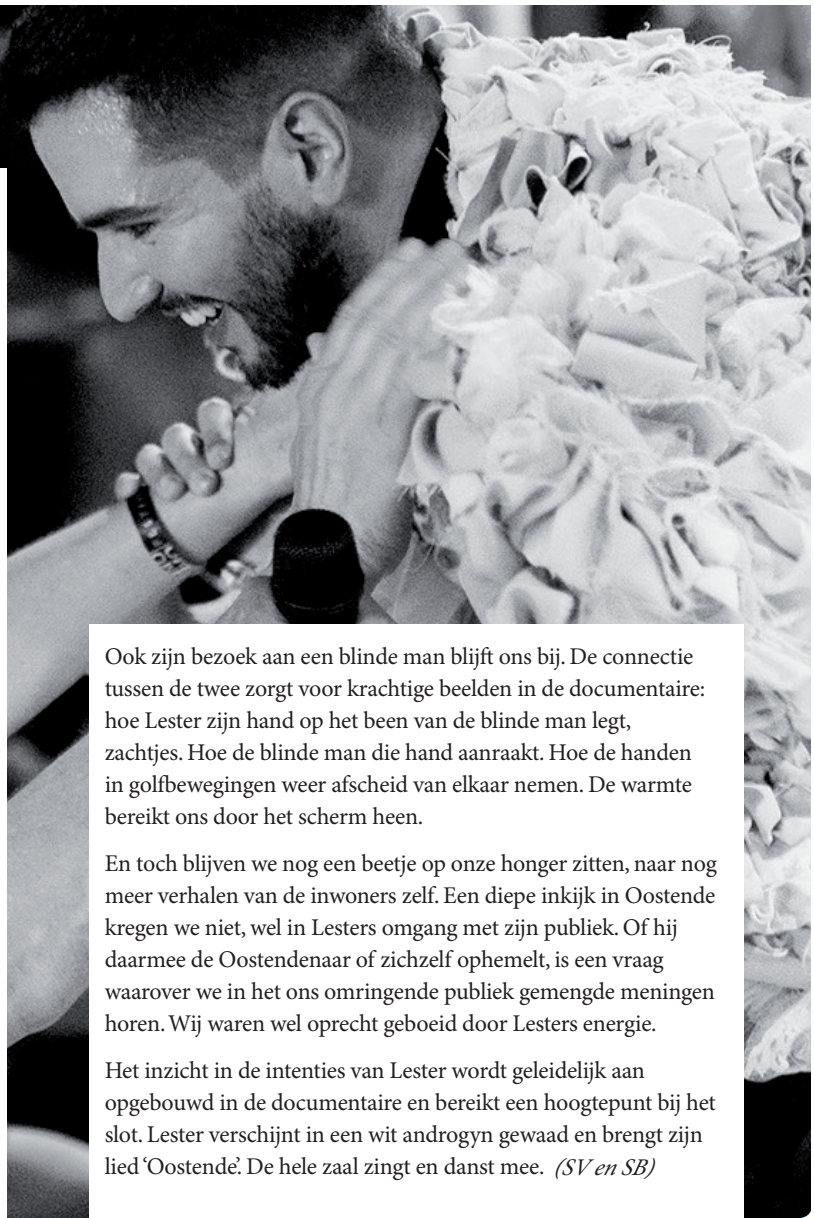 Ook zijn bezoek aan een blinde man blijft ons bij. De connectie
tussen de twee zorgt voor krachtige beelden in de documentaire:
hoe Lester zijn hand op het been van de blinde man legt,
zachtjes. Hoe de blinde man die hand aanraakt. Hoe de handen
in golfbewegingen weer afscheid van elkaar nemen. De warmte
bereikt ons door het scherm heen.
En toch blijven we nog een beetje op onze honger zitten, naar nog
meer verhalen van de inwoners zelf. Een diepe inkijk in Oostende
kregen we niet, wel in Lesters omgang met zijn publiek. Of hij
daarmee de Oostendenaar of zichzelf ophemelt, is een vraag
waarover we in het ons omringende publiek gemengde meningen
horen. Wij waren wel oprecht geboeid door Lesters energie.
Het inzicht in de intenties van Lester wordt geleidelijk aan
opgebouwd in de documentaire en bereikt een hoogtepunt bij het
slot. Lester verschijnt in een wit androgyn gewaad en brengt zijn
lied ‘Oostende’. De hele zaal zingt en danst mee. (SV en SB)